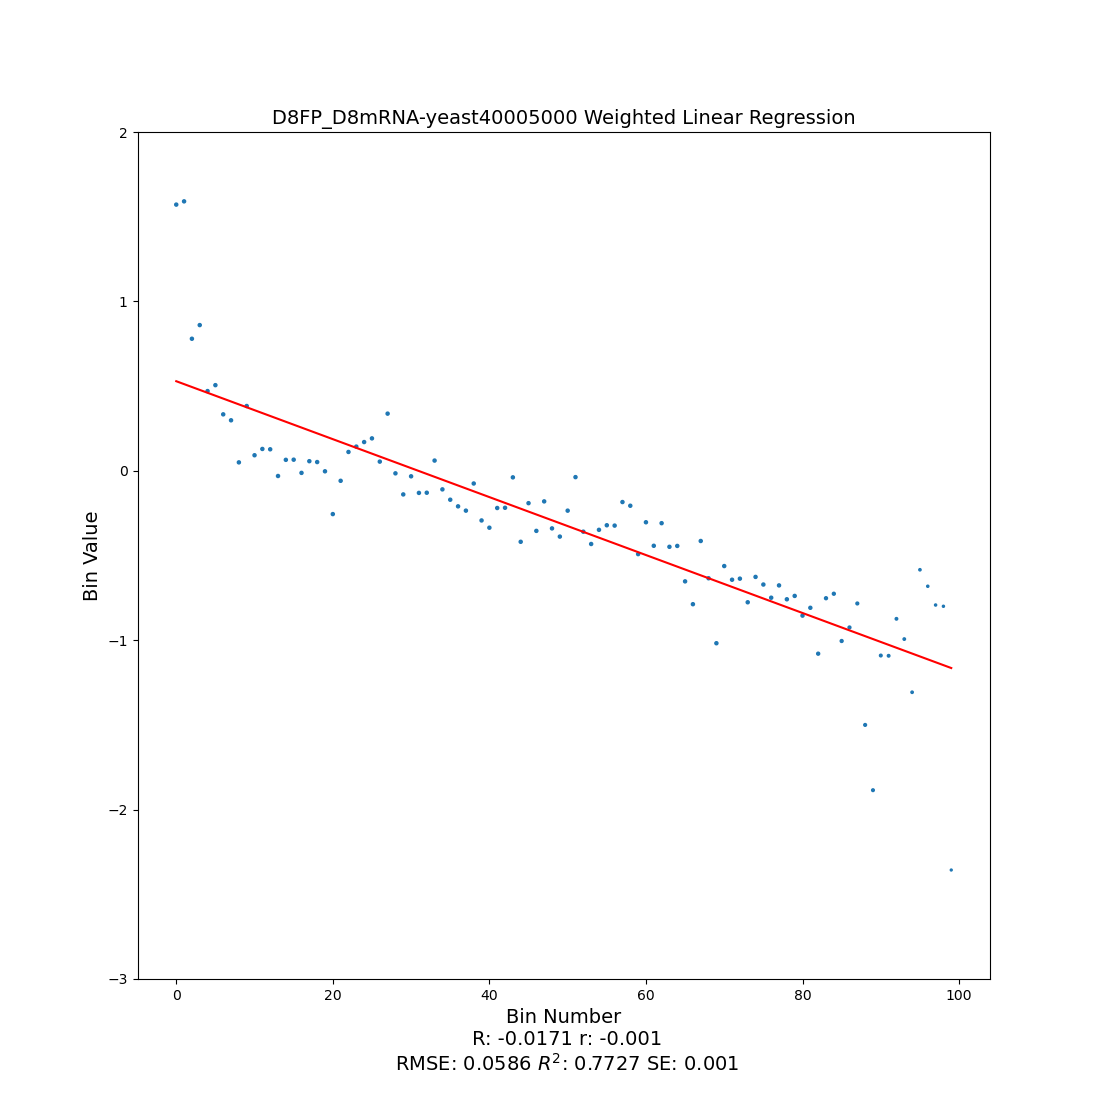 D8FP_D8mRNA-yeast40005000 Weighted Linear Regression
2
1
0
−1
−2
−3
Bin Value
0 20 40 60 80 100
Bin Number
R: -0.0171 r: -0.001
RMSE: 0.0586 R²: 0.7727 SE: 0.001